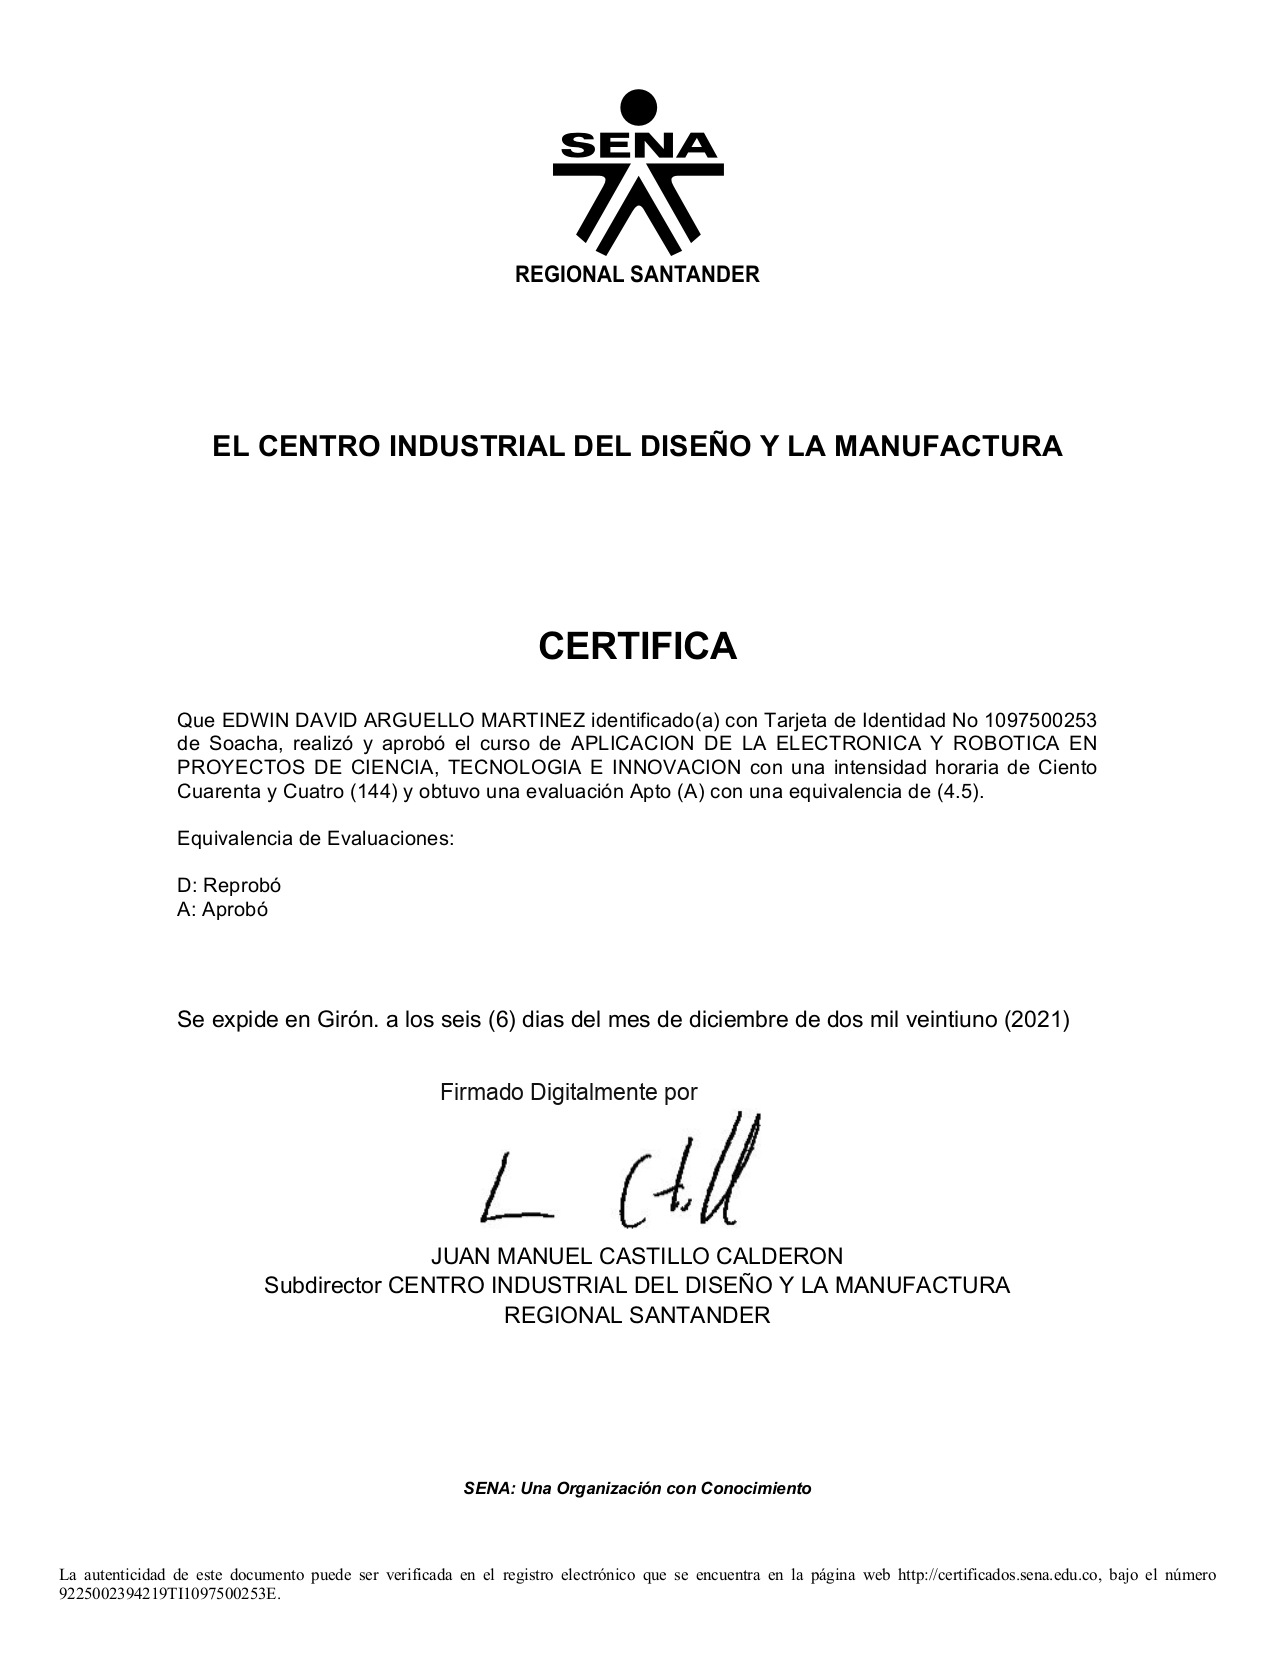 SENA
REGIONAL SANTANDER
EL CENTRO INDUSTRIAL DEL DISEÑO Y LA MANUFACTURA
CERTIFICA
Que EDWIN DAVID ARGUELLO MARTINEZ identificado(a) con Tarjeta de Identidad No 1097500253
de Soacha, realizó y aprobó el curso de APLICACION DE LA ELECTRONICA Y ROBOTICA EN
PROYECTOS DE CIENCIA, TECNOLOGIA E INNOVACION con una intensidad horaria de Ciento
Cuarenta y Cuatro (144) y obtuvo una evaluación Apto (A) con una equivalencia de (4.5).
Equivalencia de Evaluaciones:
D: Reprobó
A: Aprobó
Se expide en Girón. a los seis (6) dias del mes de diciembre de dos mil veintiuno (2021)
Firmado Digitalmente por
JUAN MANUEL CASTILLO CALDERON
Subdirector CENTRO INDUSTRIAL DEL DISEÑO Y LA MANUFACTURA
REGIONAL SANTANDER
SENA: Una Organización con Conocimiento
La autenticidad de este documento puede ser verificada en el registro electrónico que se encuentra en la página web http://certificados.sena.edu.co, bajo el número
9225002394219TI1097500253E.